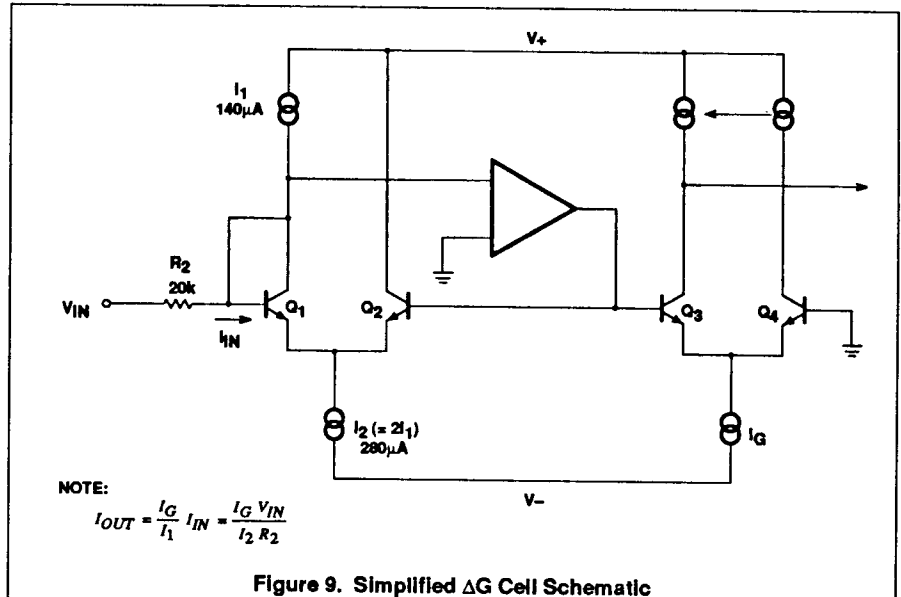 V+
I1
140μA
R2
20k
VIN
IIN
Q1
Q2
Q3
Q4
I2 (= 2I1)
280μA
IG
V−
NOTE:
IOUT = IG/I1 IIN = IG VIN/I2 R2
Figure 9. Simplified ΔG Cell Schematic